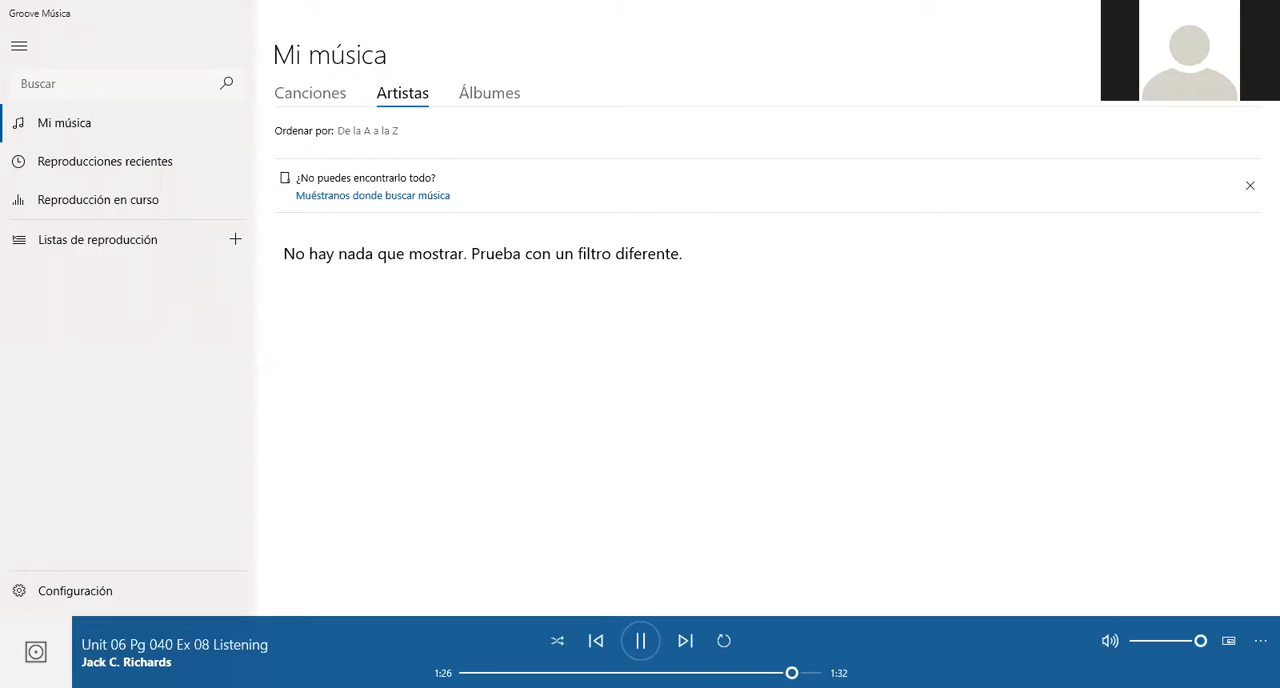 Groove Música
Buscar
Mi música
Reproducciones recientes
Reproducción en curso
Listas de reproducción
Configuración
Mi música
Canciones Artistas Álbumes
Ordenar por: De la A a la Z
¿No puedes encontrarlo todo?
Muéstranos donde buscar música
No hay nada que mostrar. Prueba con un filtro diferente.
Unit 06 Pg 040 Ex 08 Listening
Jack C. Richards
1:26 1:32